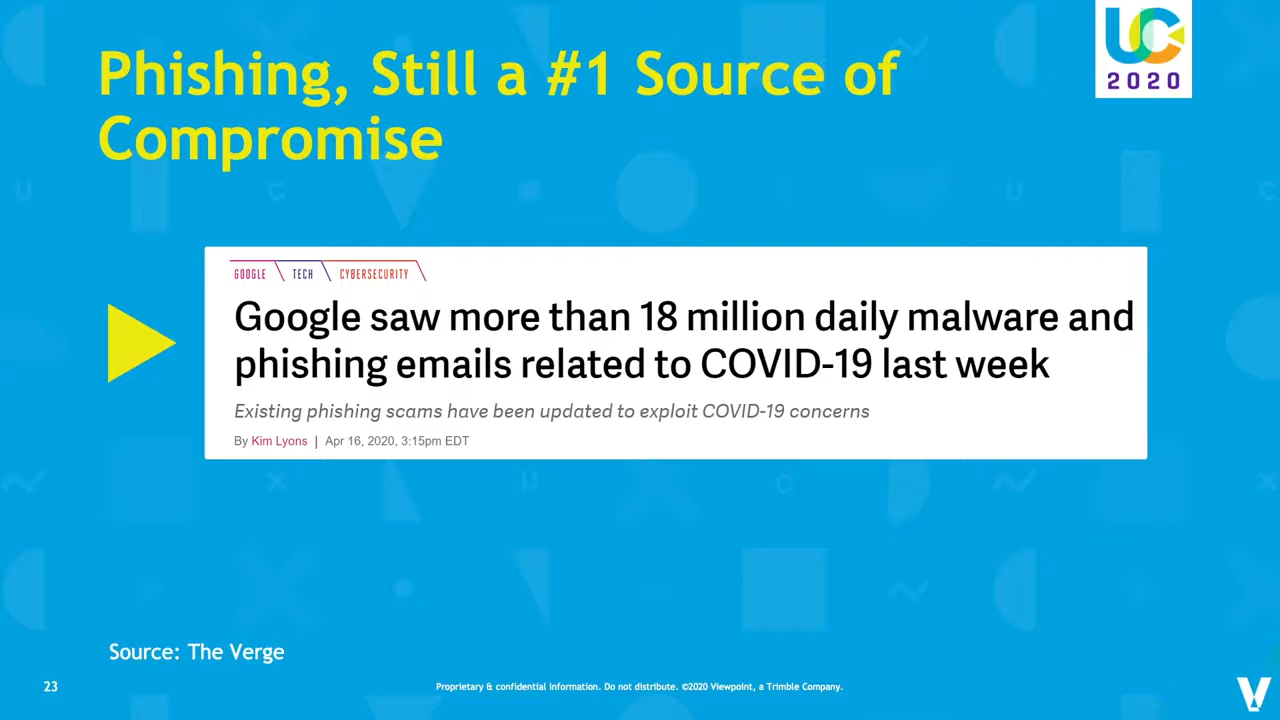 Phishing, Still a #1 Source of
Compromise
UC
2020
GOOGLE TECH CYBERSECURITY
Google saw more than 18 million daily malware and
phishing emails related to COVID-19 last week
Existing phishing scams have been updated to exploit COVID-19 concerns
By Kim Lyons | Apr 16, 2020, 3:15pm EDT
Source: The Verge
23
Proprietary & confidential information. Do not distribute. ©2020 Viewpoint, a Trimble Company.